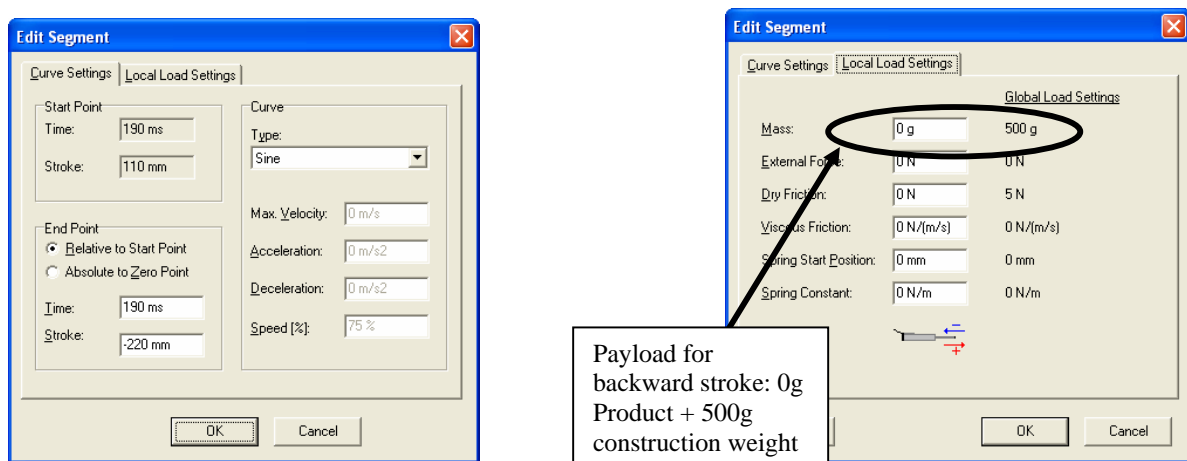 Edit Segment
Curve Settings Local Load Settings
Start Point
Time: 190 ms
Stroke: 110 mm
End Point
Relative to Start Point
Absolute to Zero Point
Time: 190 ms
Stroke: -220 mm
Curve
Type:
Sine
Max. Velocity: 0 m/s
Acceleration: 0 m/s2
Deceleration: 0 m/s2
Speed [%]: 75 %
OK Cancel
Edit Segment
Curve Settings Local Load Settings
Global Load Settings
Mass: 0 g 500 g
External Force: 0 N 0 N
Dry Friction: 0 N 5 N
Viscous Friction: 0 N/(m/s) 0 N/(m/s)
Spring Start Position: 0 mm 0 mm
Spring Constant: 0 N/m 0 N/m
OK Cancel
Payload for
backward stroke: 0g
Product + 500g
construction weight